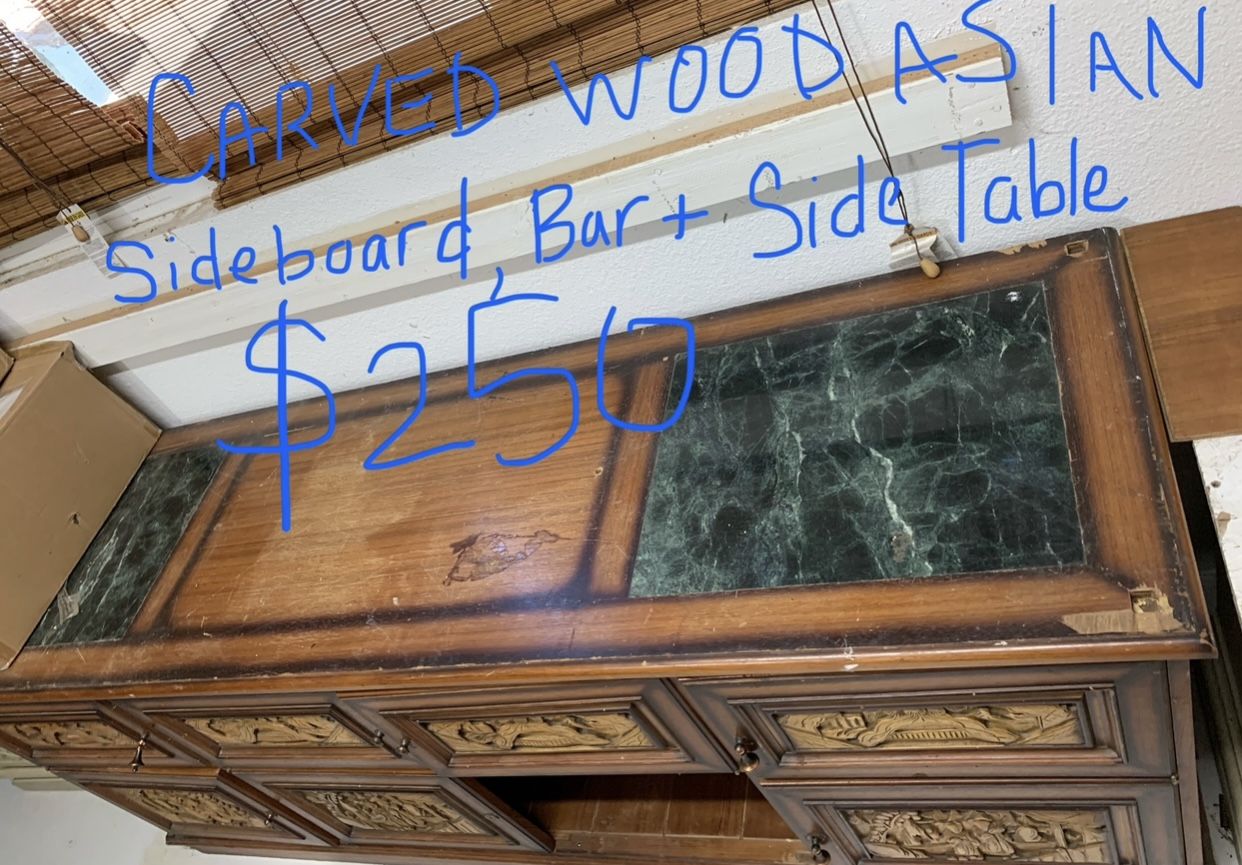 CARVED WOOD ASIAN
Sideboard, Bar + Side Table
$250